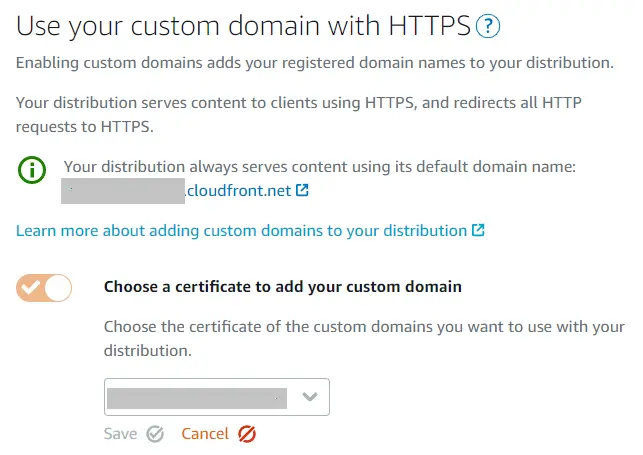 Use your custom domain with HTTPS ?
Enabling custom domains adds your registered domain names to your distribution.
Your distribution serves content to clients using HTTPS, and redirects all HTTP
requests to HTTPS.
Your distribution always serves content using its default domain name:
.cloudfront.net
Learn more about adding custom domains to your distribution
Choose a certificate to add your custom domain
Choose the certificate of the custom domains you want to use with your
distribution.
Save Cancel